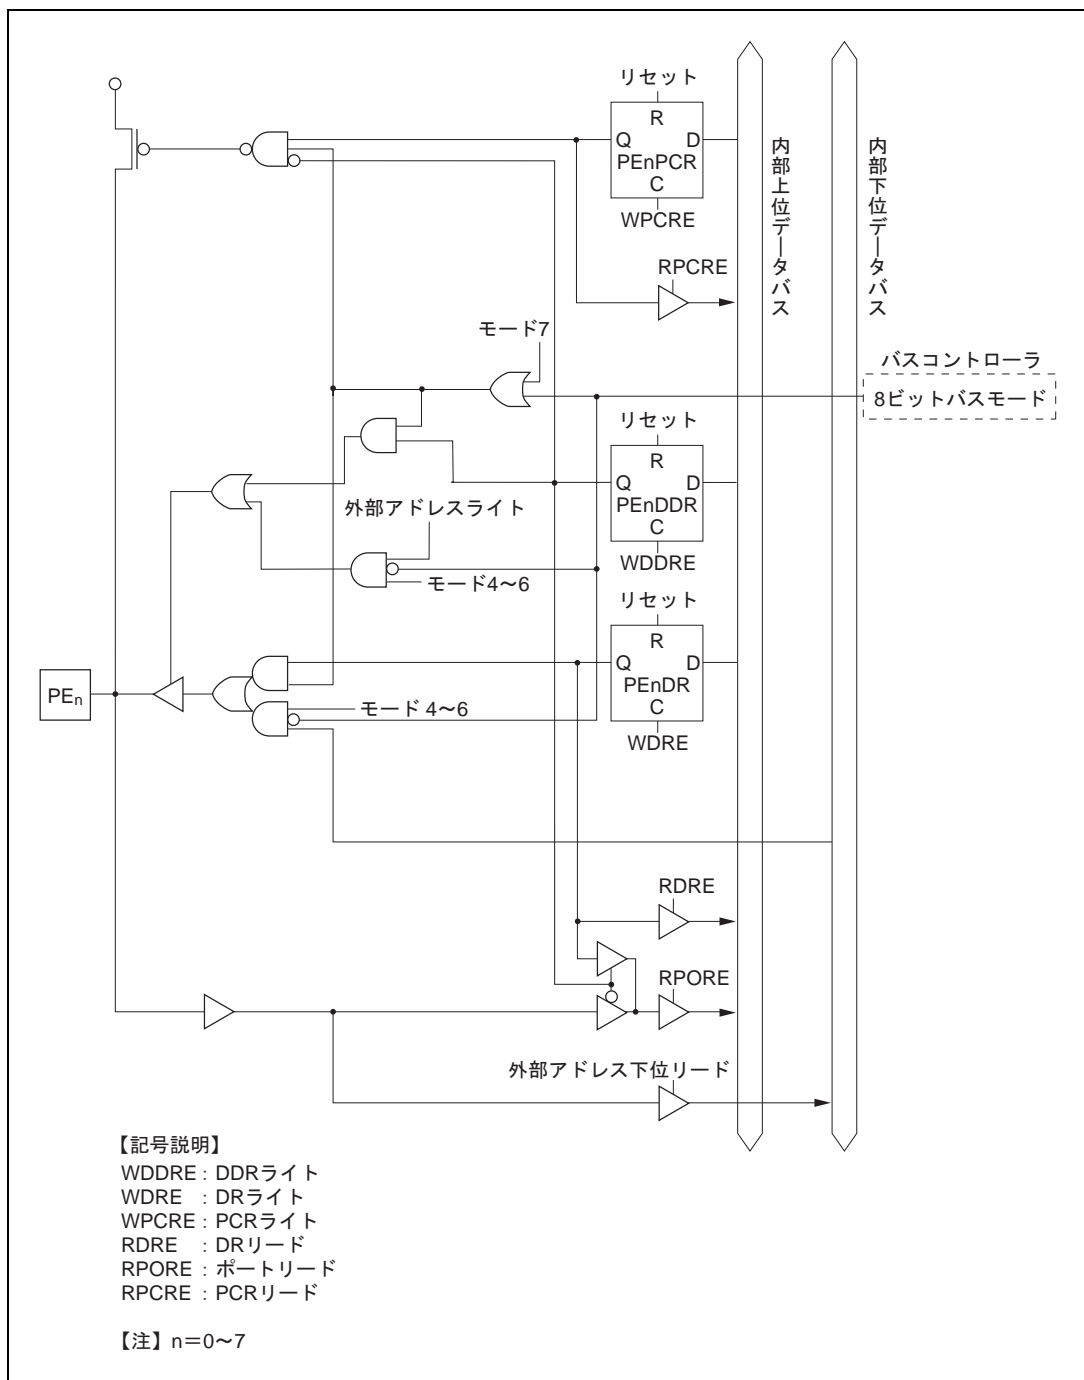 リセット
R
Q D
PEnPCR
C
WPCRE
RPCRE
内部上位データバス
内部下位データバス
モード7
バスコントローラ
8ビットバスモード
リセット
R
Q D
PEnDDR
C
WDDRE
外部アドレスライト
モード4～6
リセット
R
Q D
PEnDR
C
WDRE
PEn
モード 4～6
RDRE
RPORE
外部アドレス下位リード
【記号説明】
WDDRE : DDRライト
WDRE : DRライト
WPCRE : PCRライト
RDRE : DRリード
RPORE : ポートリード
RPCRE : PCRリード
【注】 n＝0～7